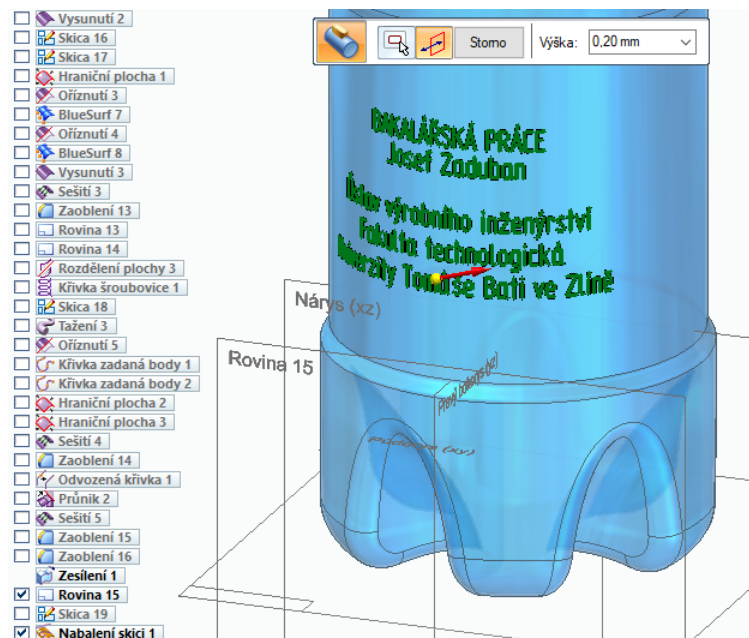 Vysunutí 2
Skica 16
Skica 17
Hraniční plocha 1
Oříznutí 3
BlueSurf 7
Oříznutí 4
BlueSurf 8
Vysunutí 3
Sešití 3
Zaoblení 13
Rovina 13
Rovina 14
Rozdělení plochy 3
Křivka šroubovice 1
Skica 18
Tažení 3
Oříznutí 5
Křivka zadaná body 1
Křivka zadaná body 2
Hraniční plocha 2
Hraniční plocha 3
Sešití 4
Zaoblení 14
Odvozená křivka 1
Průnik 2
Sešití 5
Zaoblení 15
Zaoblení 16
Zesílení 1
Rovina 15
Skica 19
Nabalení skici 1
Storno Výška: 0,20 mm
BAKALÁŘSKÁ PRÁCE
Josef Zaduban
Ústav výrobního inženýrství
Fakulta technologická
Univerzity Tomáše Bati ve Zlíně
Nárys (xz)
Rovina 15
Půdorys (xy)